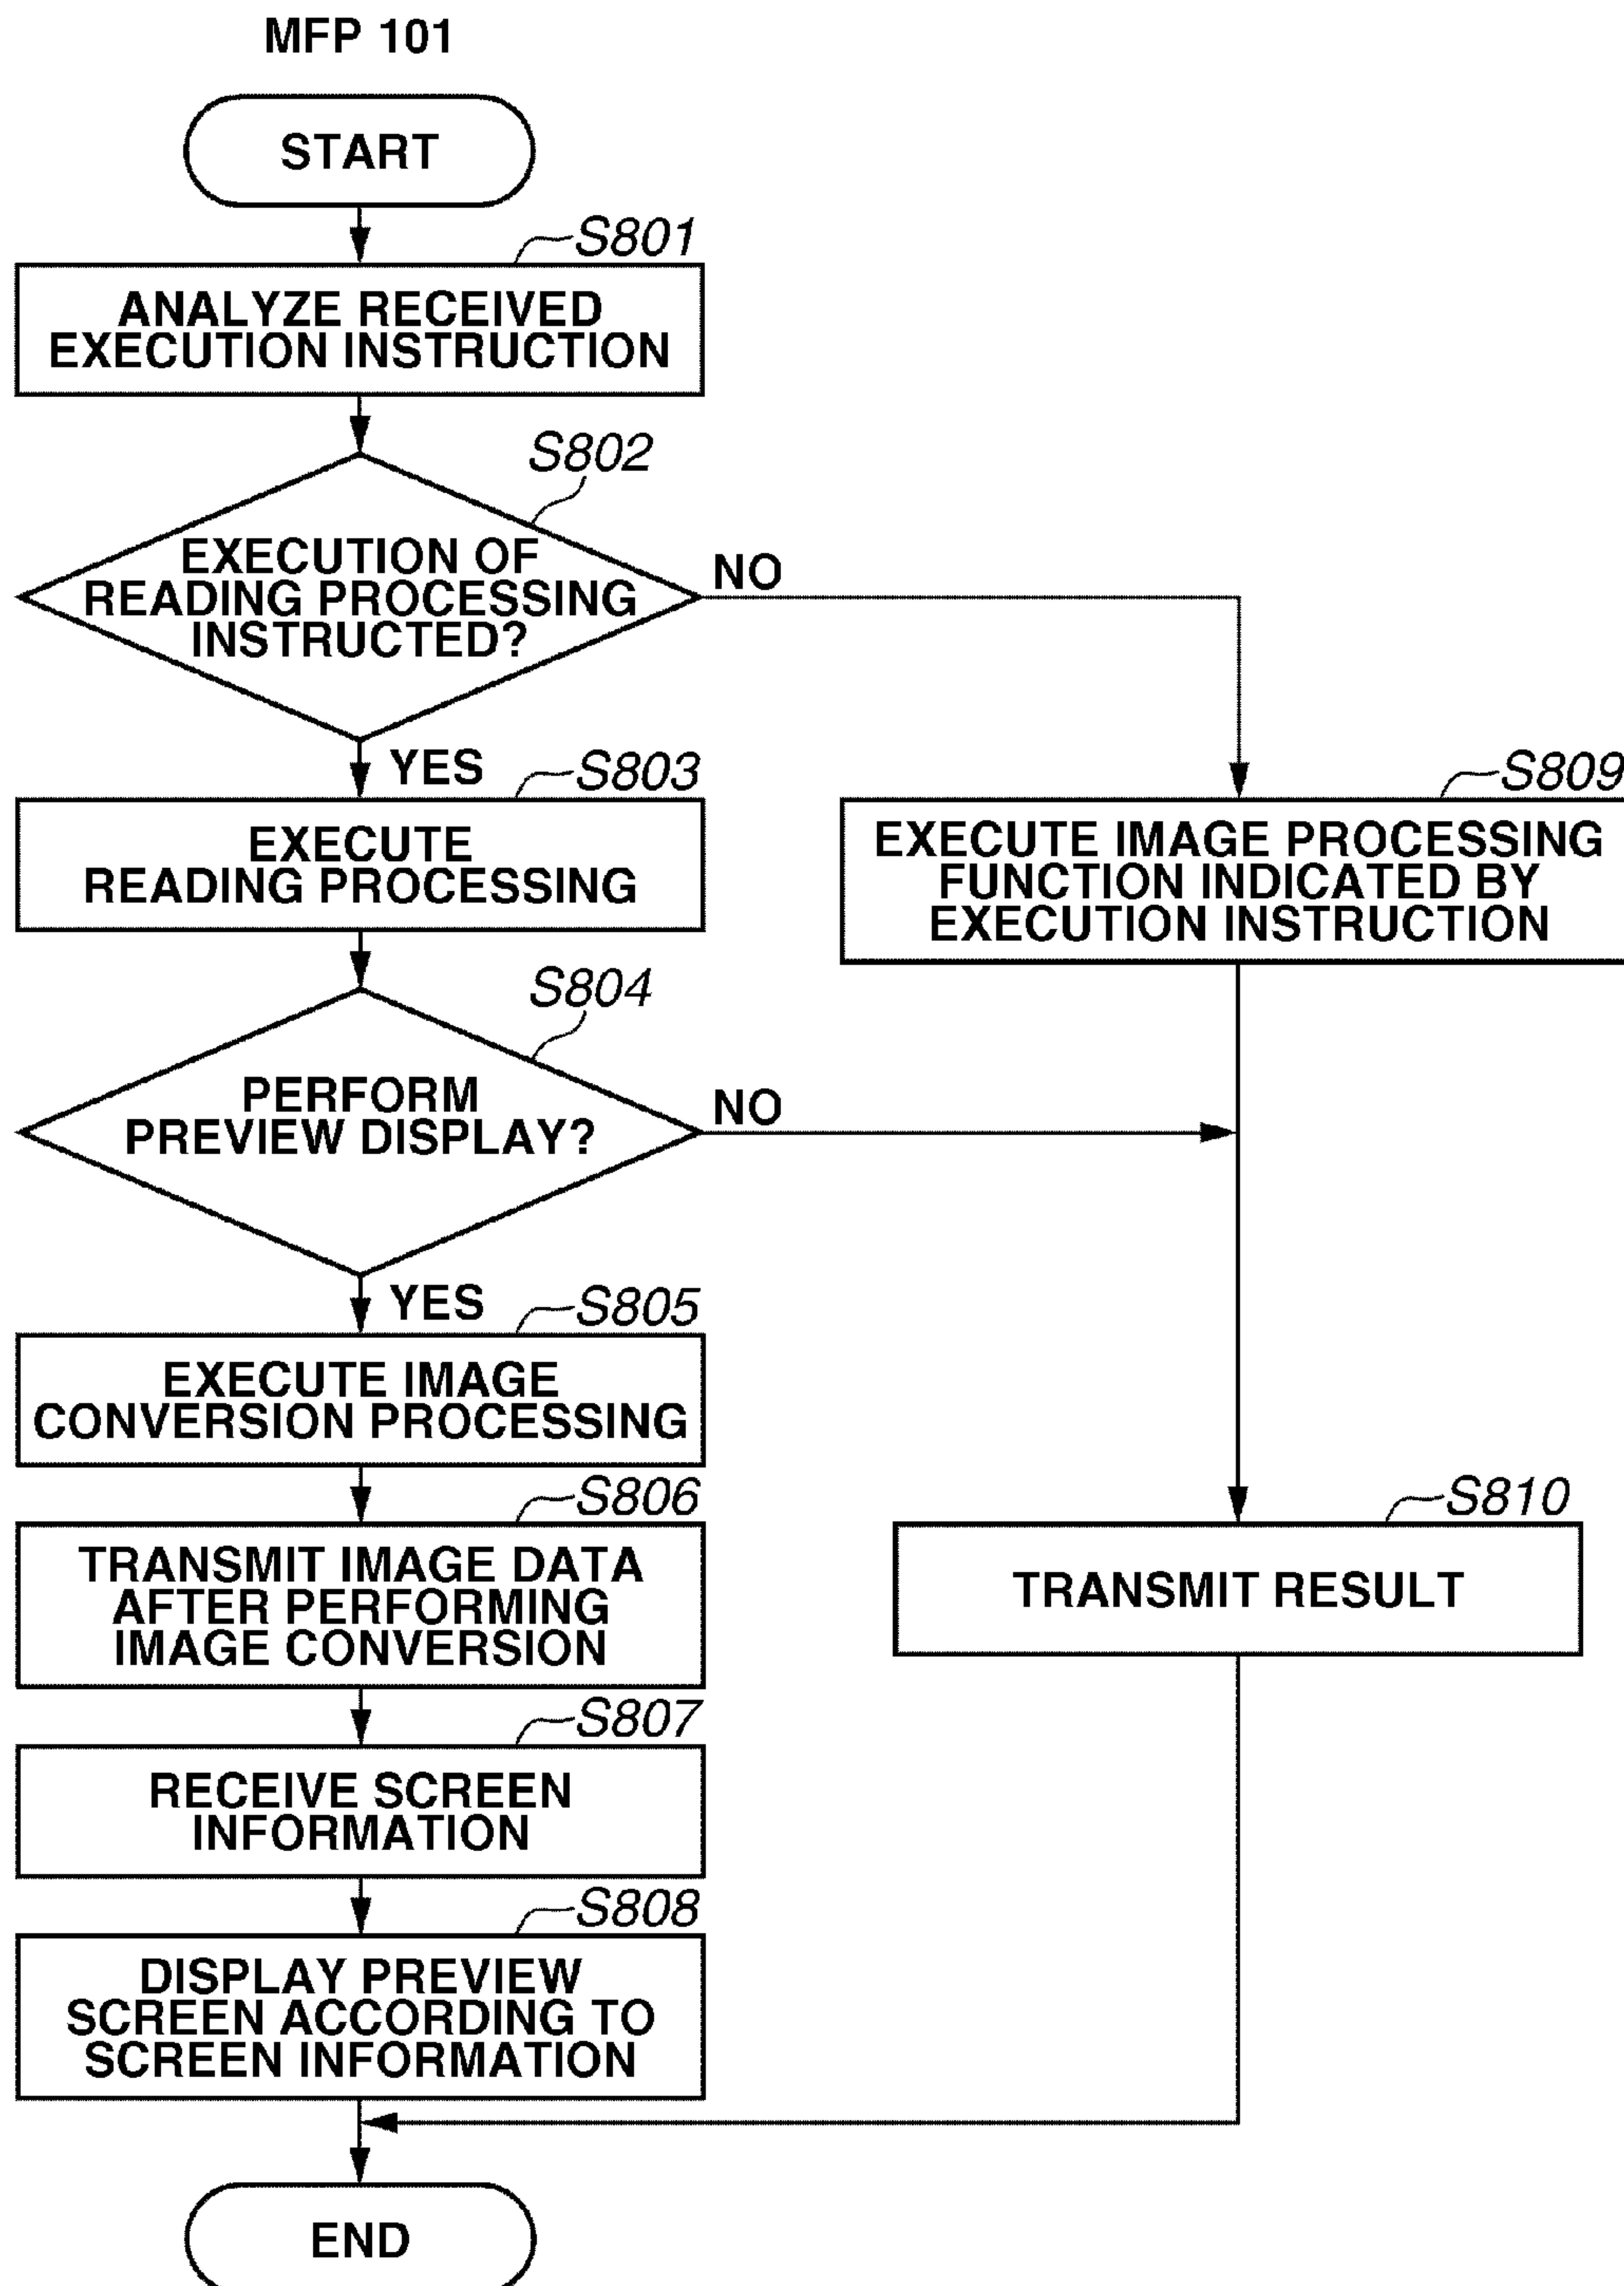 MFP 101
START
S801
ANALYZE RECEIVED
EXECUTION INSTRUCTION
S802
EXECUTION OF
READING PROCESSING
INSTRUCTED?
NO
YES
S803
EXECUTE
READING PROCESSING
S809
EXECUTE IMAGE PROCESSING
FUNCTION INDICATED BY
EXECUTION INSTRUCTION
S804
PERFORM
PREVIEW DISPLAY?
NO
YES
S805
EXECUTE IMAGE
CONVERSION PROCESSING
S806
TRANSMIT IMAGE DATA
AFTER PERFORMING
IMAGE CONVERSION
S810
TRANSMIT RESULT
S807
RECEIVE SCREEN
INFORMATION
S808
DISPLAY PREVIEW
SCREEN ACCORDING TO
SCREEN INFORMATION
END